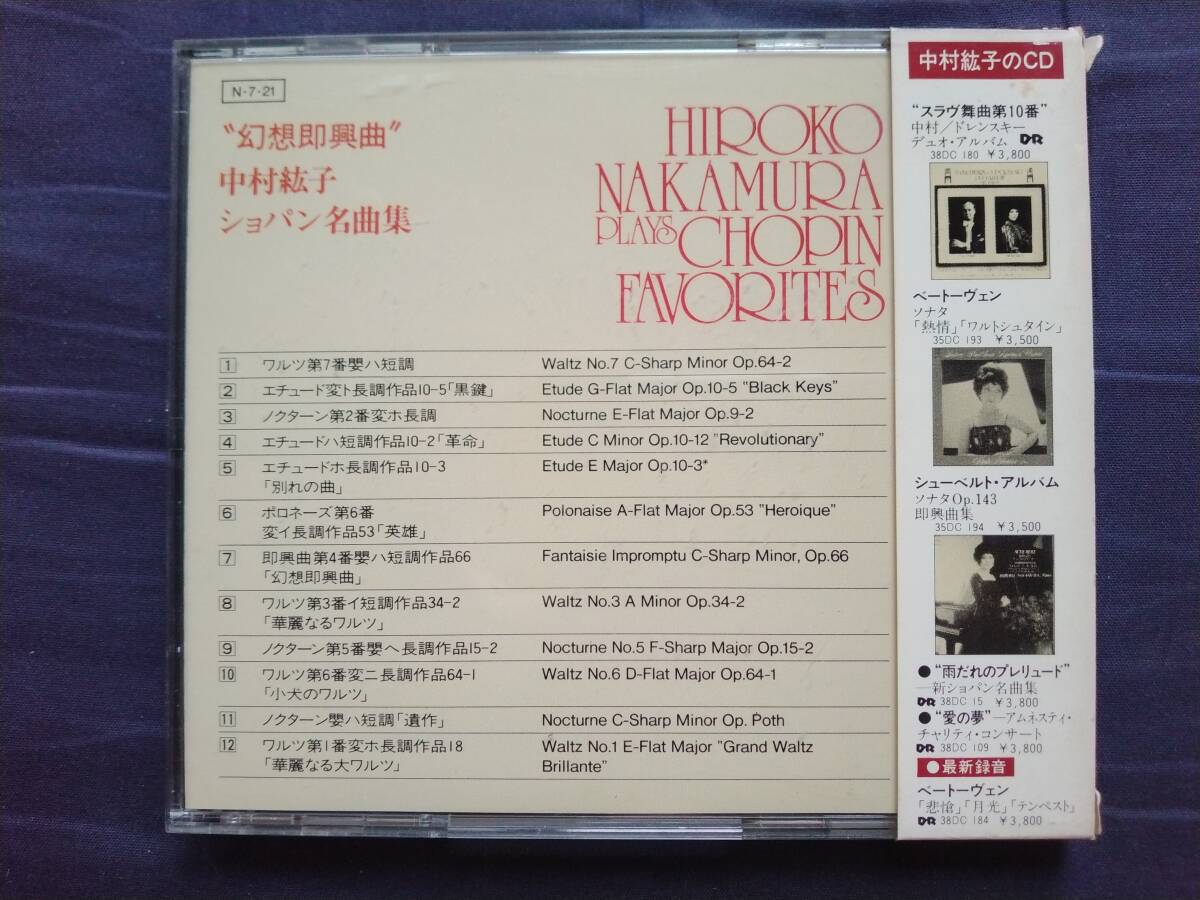 N・7・21
"幻想即興曲"
中村紘子
ショパン名曲集
HIROKO
NAKAMURA
PLAYS CHOPIN
FAVORITES
1 ワルツ第7番嬰ハ短調 Waltz No.7 C-Sharp Minor Op.64-2
2 エチュード変ト長調作品10-5「黒鍵」 Etude G-Flat Major Op.10-5 "Black Keys"
3 ノクターン第2番変ホ長調 Nocturne E-Flat Major Op.9-2
4 エチュードハ短調作品10-2「革命」 Etude C Minor Op.10-12 "Revolutionary"
5 エチュードホ長調作品10-3 Etude E Major Op.10-3*
「別れの曲」
6 ポロネーズ第6番 Polonaise A-Flat Major Op.53 "Heroique"
変イ長調作品53「英雄」
7 即興曲第4番嬰ハ短調作品66 Fantaisie Impromptu C-Sharp Minor, Op.66
「幻想即興曲」
8 ワルツ第3番イ短調作品34-2 Waltz No.3 A Minor Op.34-2
「華麗なるワルツ」
9 ノクターン第5番嬰ヘ長調作品15-2 Nocturne No.5 F-Sharp Major Op.15-2
10 ワルツ第6番変ニ長調作品64-1 Waltz No.6 D-Flat Major Op.64-1
「小犬のワルツ」
11 ノクターン嬰ハ短調「遺作」 Nocturne C-Sharp Minor Op. Poth
12 ワルツ第1番変ホ長調作品18 Waltz No.1 E-Flat Major "Grand Waltz
「華麗なる大ワルツ」 Brillante"
中村紘子のCD
"スラヴ舞曲第10番"
中村/ドレンスキー
デュオ・アルバム DR
38DC 180 ¥3,800
ベートーヴェン
ソナタ
「熱情」「ワルトシュタイン」
35DC 193 ¥3,500
シューベルト・アルバム
ソナタOp.143
即興曲集
35DC 194 ¥3,500
●"雨だれのプレリュード"
—新ショパン名曲集
DR 38DC 15 ¥3,800
●"愛の夢"—アムネスティ・
チャリティ・コンサート
DR 38DC 109 ¥3,800
●最新録音
ベートーヴェン
「悲愴」「月光」「テンペスト」
DR 38DC 184 ¥3,800